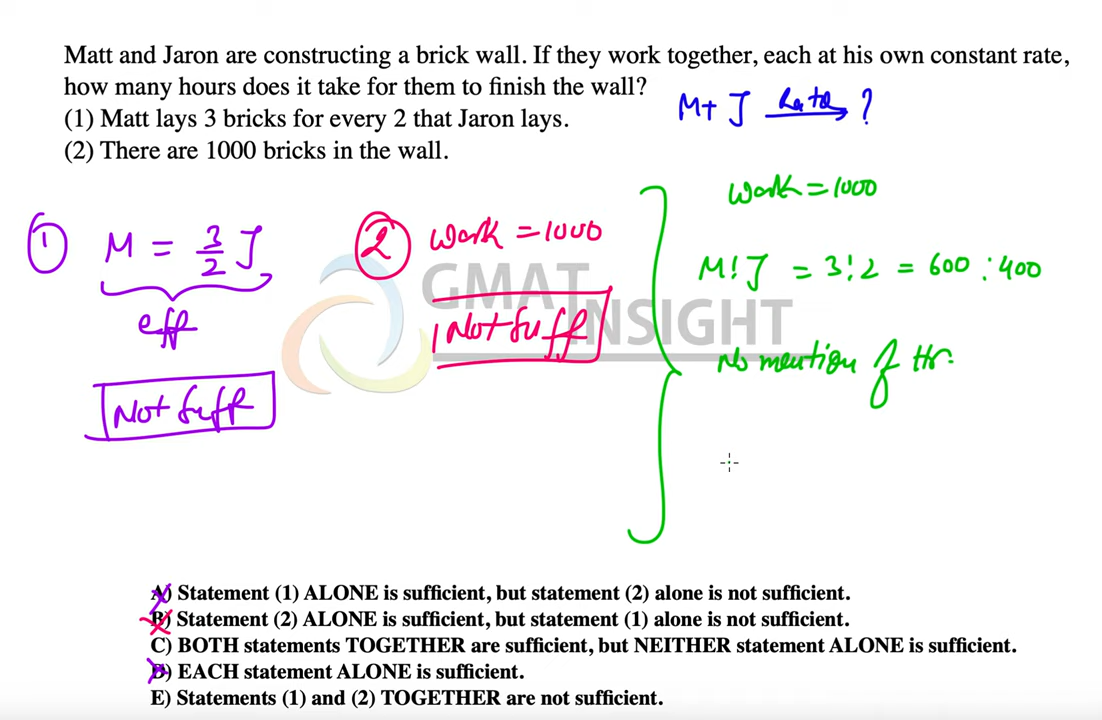 Matt and Jaron are constructing a brick wall. If they work together, each at his own constant rate,
how many hours does it take for them to finish the wall?
(1) Matt lays 3 bricks for every 2 that Jaron lays.
(2) There are 1000 bricks in the wall.
M+ J Rate ?
① M = 3/2 J
eff
Not Suff
② Work = 1000
Not Suff
GMAT
INSIGHT
Work = 1000
M:J = 3:2 = 600 : 400
No mention of Hr.
A) Statement (1) ALONE is sufficient, but statement (2) alone is not sufficient.
B) Statement (2) ALONE is sufficient, but statement (1) alone is not sufficient.
C) BOTH statements TOGETHER are sufficient, but NEITHER statement ALONE is sufficient.
D) EACH statement ALONE is sufficient.
E) Statements (1) and (2) TOGETHER are not sufficient.